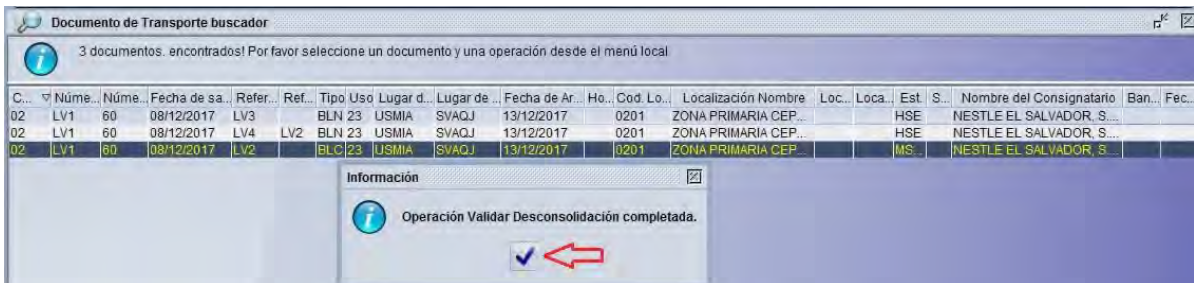 Documento de Transporte buscador
3 documentos. encontrados! Por favor seleccione un documento y una operación desde el menú local
C... Núme... Núme... Fecha de sa... Refer... Ref... Tipo Uso Lugar d... Lugar de ... Fecha de Ar... Ho... Cod. Lo... Localización Nombre Loc... Loca... Est. S... Nombre del Consignatario Ban... Fec...
02 LV1 60 08/12/2017 LV3 BLN 23 USMIA SVAQJ 13/12/2017 0201 ZONA PRIMARIA CEP... HSE NESTLE EL SALVADOR, S....
02 LV1 60 08/12/2017 LV4 LV2 BLN 23 USMIA SVAQJ 13/12/2017 0201 ZONA PRIMARIA CEP... HSE NESTLE EL SALVADOR, S....
02 LV1 60 08/12/2017 LV2 BLC 23 USMIA SVAQJ 13/12/2017 0201 ZONA PRIMARIA CEP... MS... NESTLE EL SALVADOR, S....
Información
Operación Validar Desconsolidación completada.